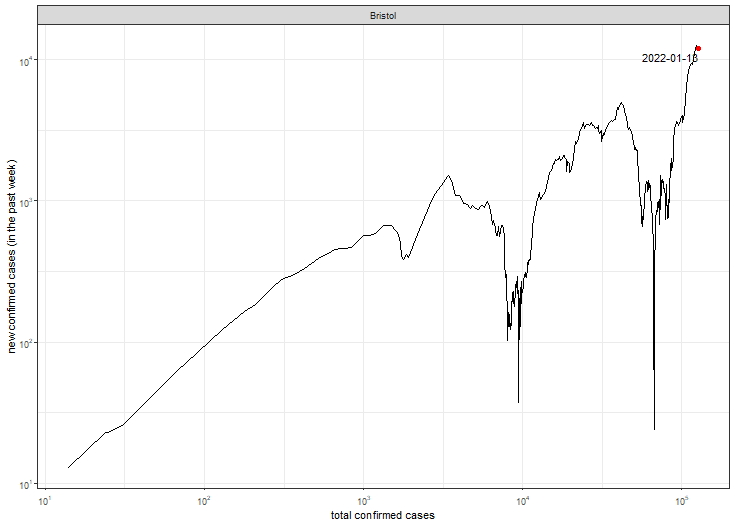 Bristol
10⁴
2022-01-13
10³
10²
10¹
new confirmed cases (in the past week)
10¹ 10² 10³ 10⁴ 10⁵
total confirmed cases